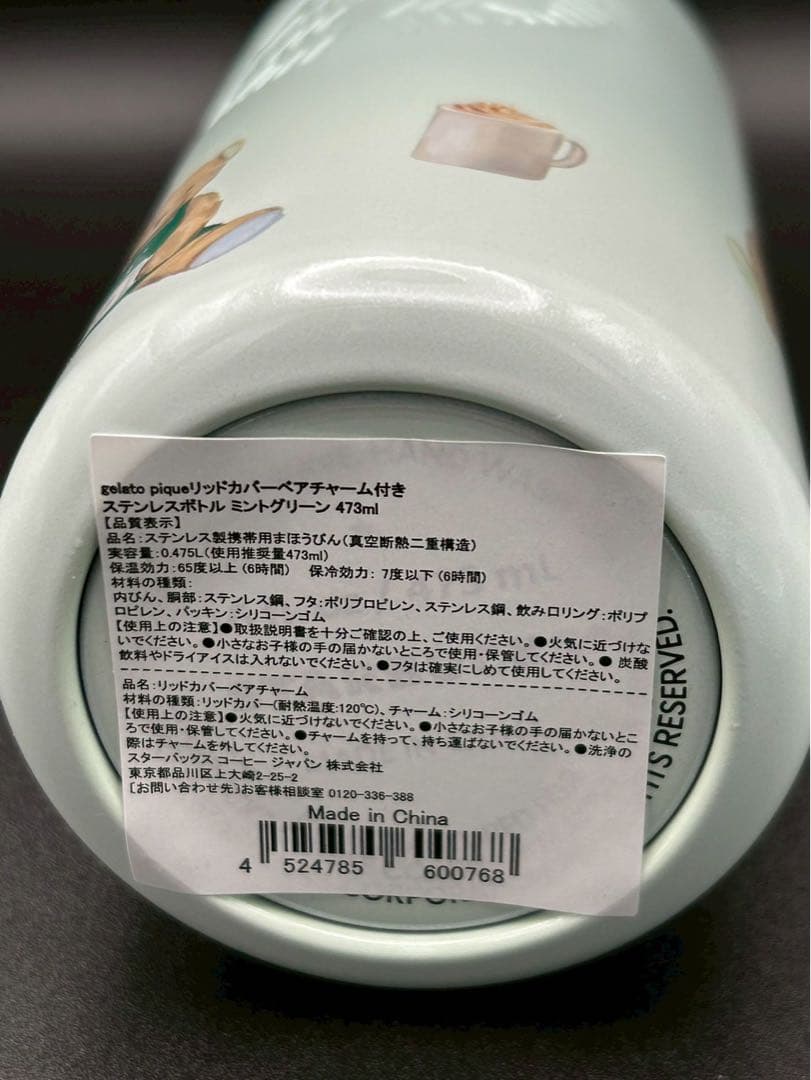 gelato piqueリッドカバーベアチャーム付き
ステンレスボトル ミントグリーン 473ml
【品質表示】
品名:ステンレス製携帯用まほうびん(真空断熱二重構造)
実容量:0.475L(使用推奨量473ml)
保温効力:65度以上(6時間) 保冷効力: 7度以下(6時間)
材料の種類:
内びん、胴部:ステンレス鋼、フタ:ポリプロピレン、ステンレス鋼、飲み口リング:ポリプ
ロピレン、パッキン:シリコーンゴム
【使用上の注意】●取扱説明書を十分ご確認の上、ご使用ください。●火気に近づけな
いでください。●小さなお子様の手の届かないところで使用・保管してください。● 炭酸
飲料やドライアイスは入れないでください。●フタは確実にしめて使用してください。
品名:リッドカバーベアチャーム
材料の種類:リッドカバー(耐熱温度:120℃)、チャーム:シリコーンゴム
【使用上の注意】●火気に近づけないでください。●小さなお子様の手の届かないとこ
ろで使用・保管してください。●チャームを持って、持ち運ばないでください。●洗浄の
際はチャームを外してください。
スターバックス コーヒー ジャパン 株式会社
東京都品川区上大崎2-25-2
[お問い合わせ先]お客様相談室 0120-336-388
Made in China
4 524785 600768
RESERVED.